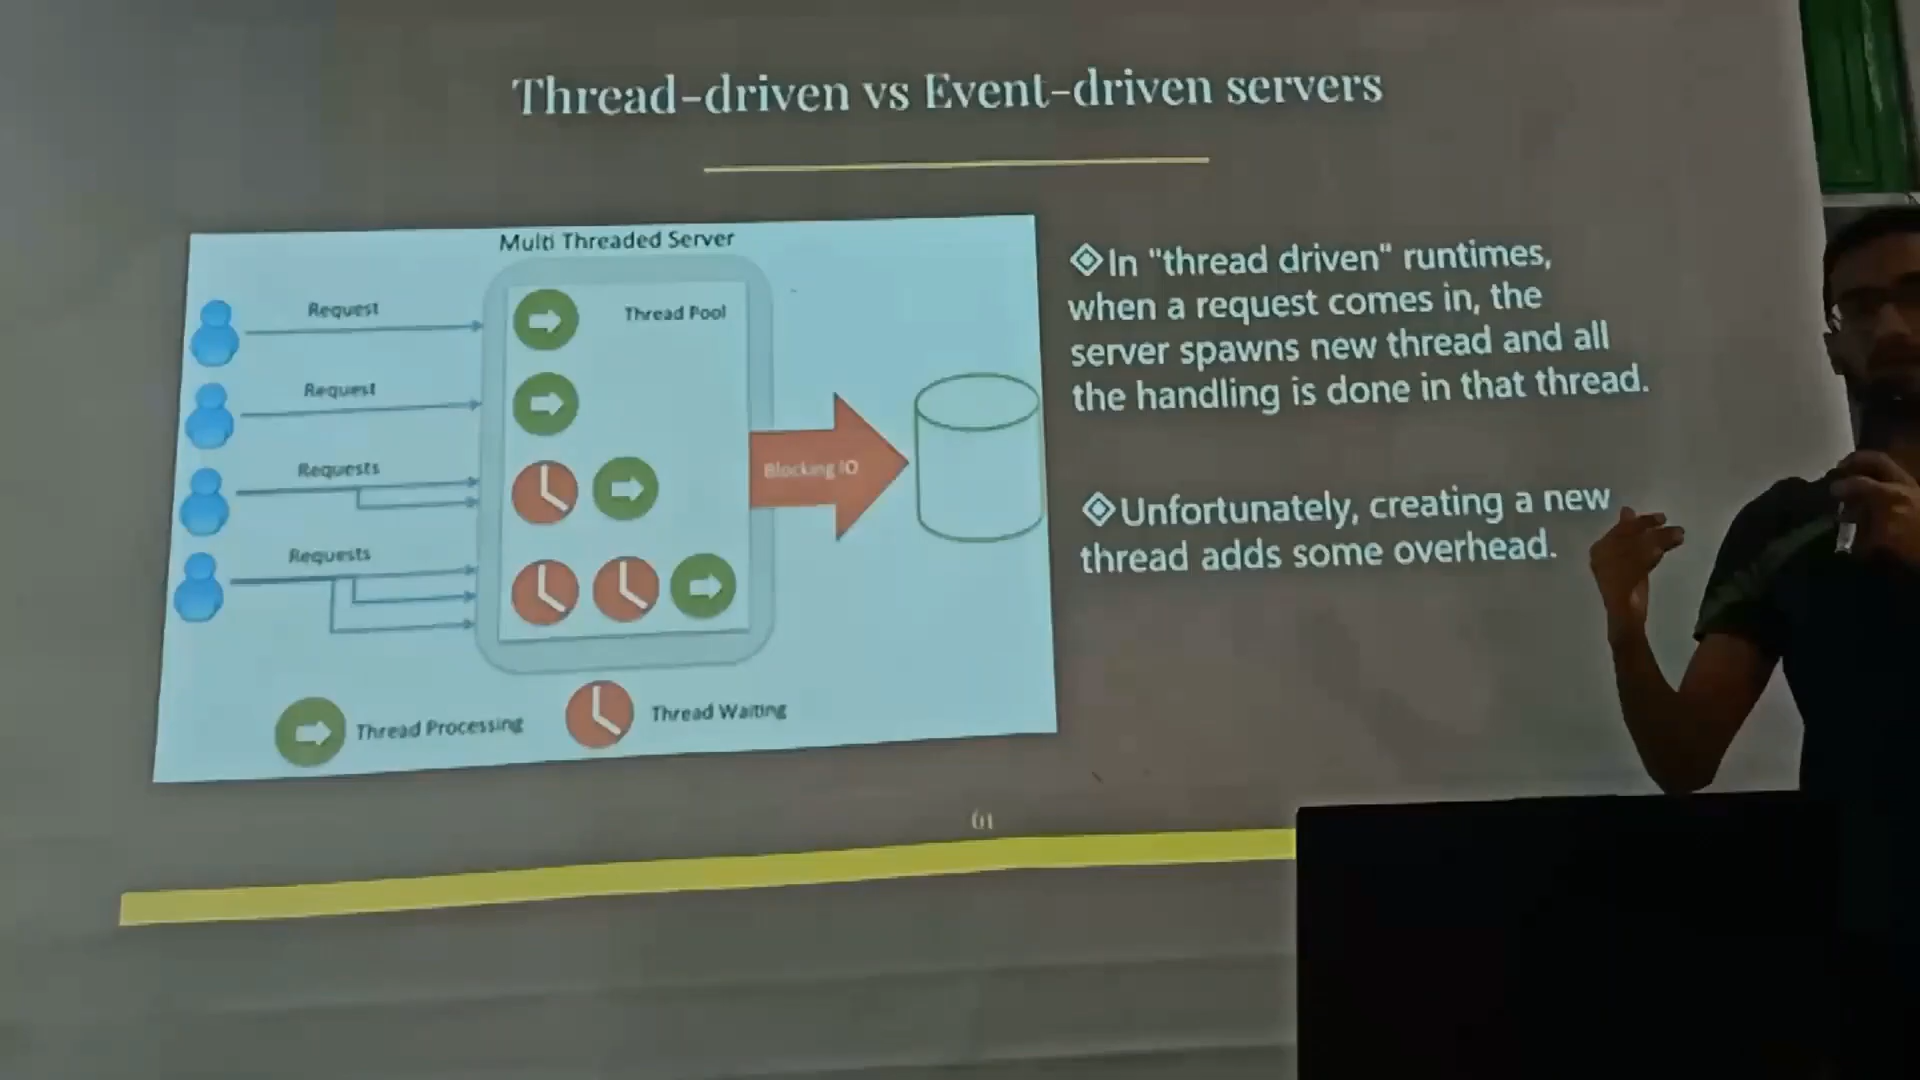 Thread-driven vs Event-driven servers
Multi Threaded Server
Request
Thread Pool
Request
Requests
Blocking IO
Requests
Thread Processing
Thread Waiting
In "thread driven" runtimes,
when a request comes in, the
server spawns new thread and all
the handling is done in that thread.
Unfortunately, creating a new
thread adds some overhead.
61